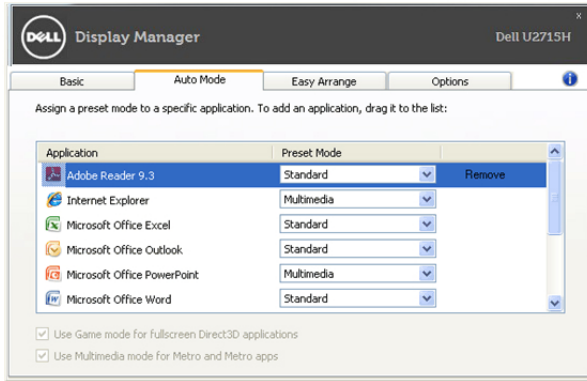 x
DELL Display Manager Dell U2715H
Basic Auto Mode Easy Arrange Options i
Assign a preset mode to a specific application. To add an application, drag it to the list:
Application Preset Mode
Adobe Reader 9.3 Standard Remove
Internet Explorer Multimedia
Microsoft Office Excel Standard
Microsoft Office Outlook Standard
Microsoft Office PowerPoint Multimedia
Microsoft Office Word Standard
Use Game mode for fullscreen Direct3D applications
Use Multimedia mode for Metro and Metro apps